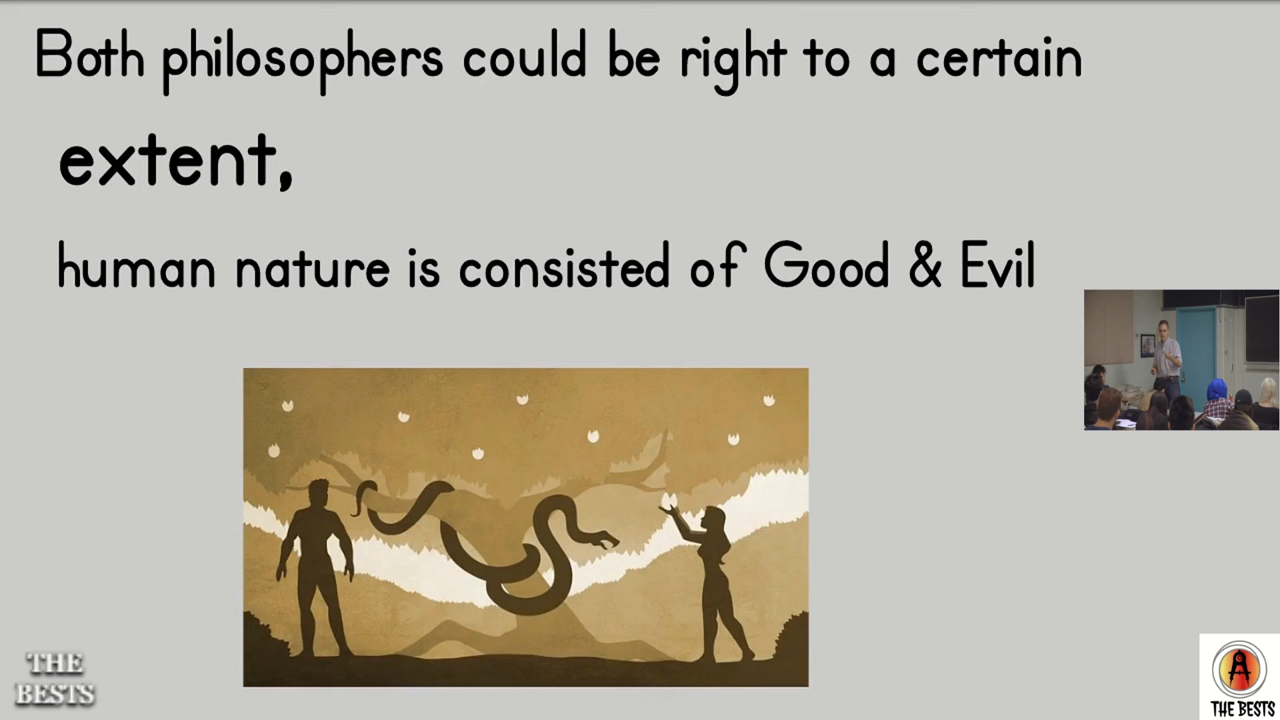 Both philosophers could be right to a certain
extent,
human nature is consisted of Good & Evil
THE
BESTS
A
THE BESTS